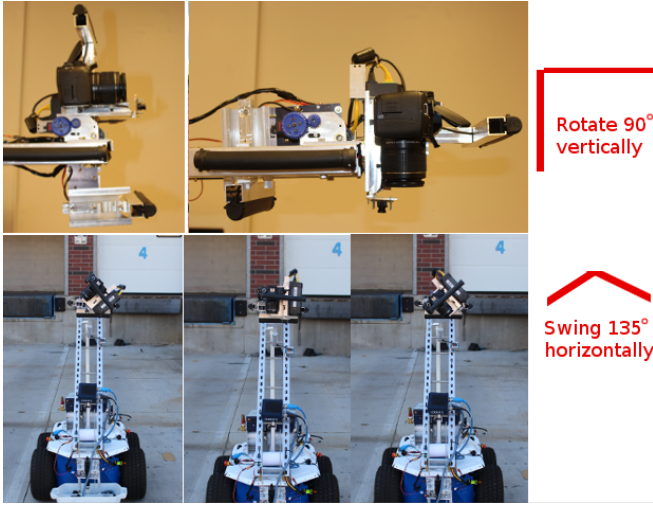 Rotate 90°
vertically
4
4
4
Swing 135°
horizontally